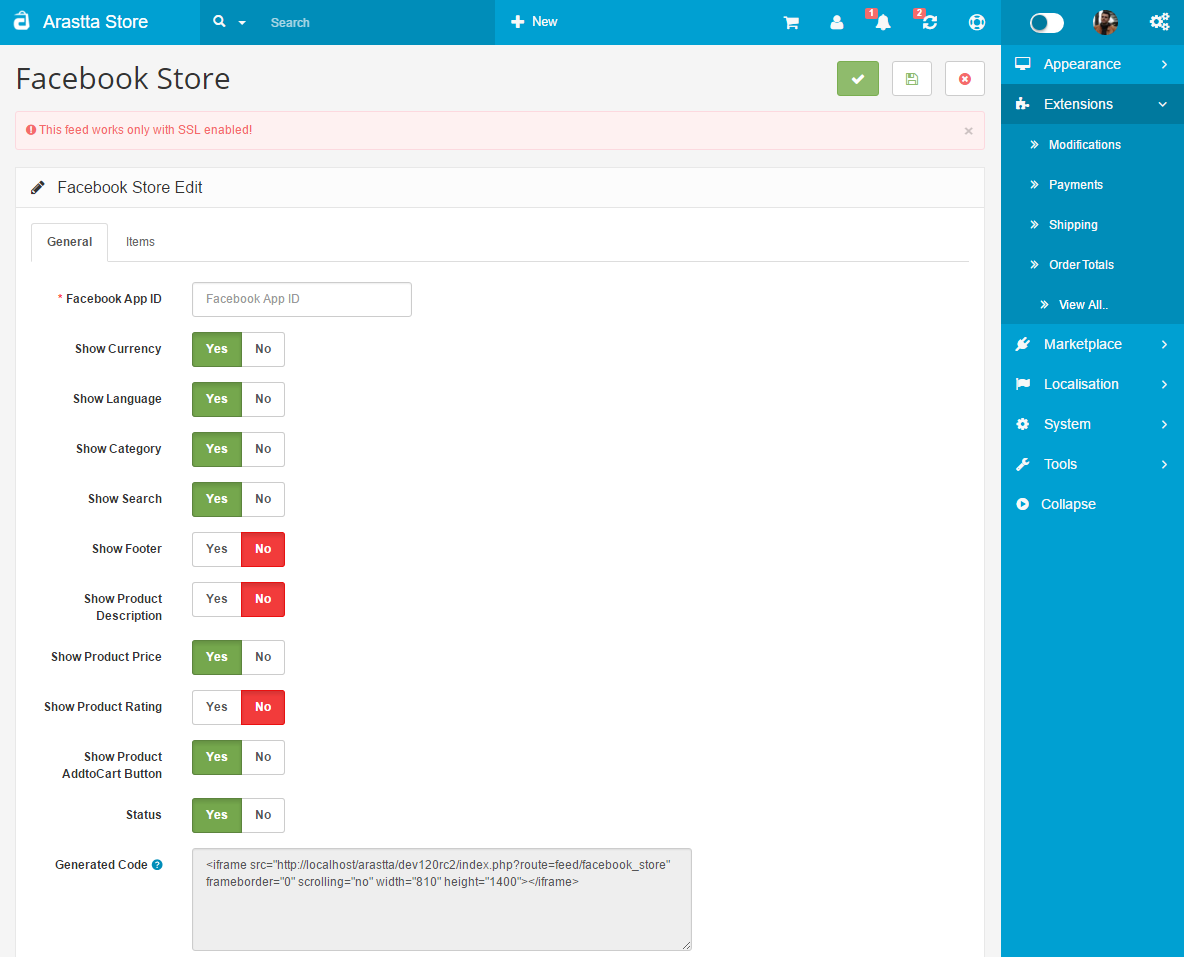 Arastta Store
Search
New
1
2
Facebook Store
This feed works only with SSL enabled!
×
Facebook Store Edit
General
Items
* Facebook App ID
Facebook App ID
Show Currency
Yes
No
Show Language
Yes
No
Show Category
Yes
No
Show Search
Yes
No
Show Footer
Yes
No
Show Product
Description
Yes
No
Show Product Price
Yes
No
Show Product Rating
Yes
No
Show Product
AddtoCart Button
Yes
No
Status
Yes
No
Generated Code
<iframe src="http://localhost/arastta/dev120rc2/index.php?route=feed/facebook_store"
frameborder="0" scrolling="no" width="810" height="1400"></iframe>
Appearance
Extensions
Modifications
Payments
Shipping
Order Totals
View All..
Marketplace
Localisation
System
Tools
Collapse